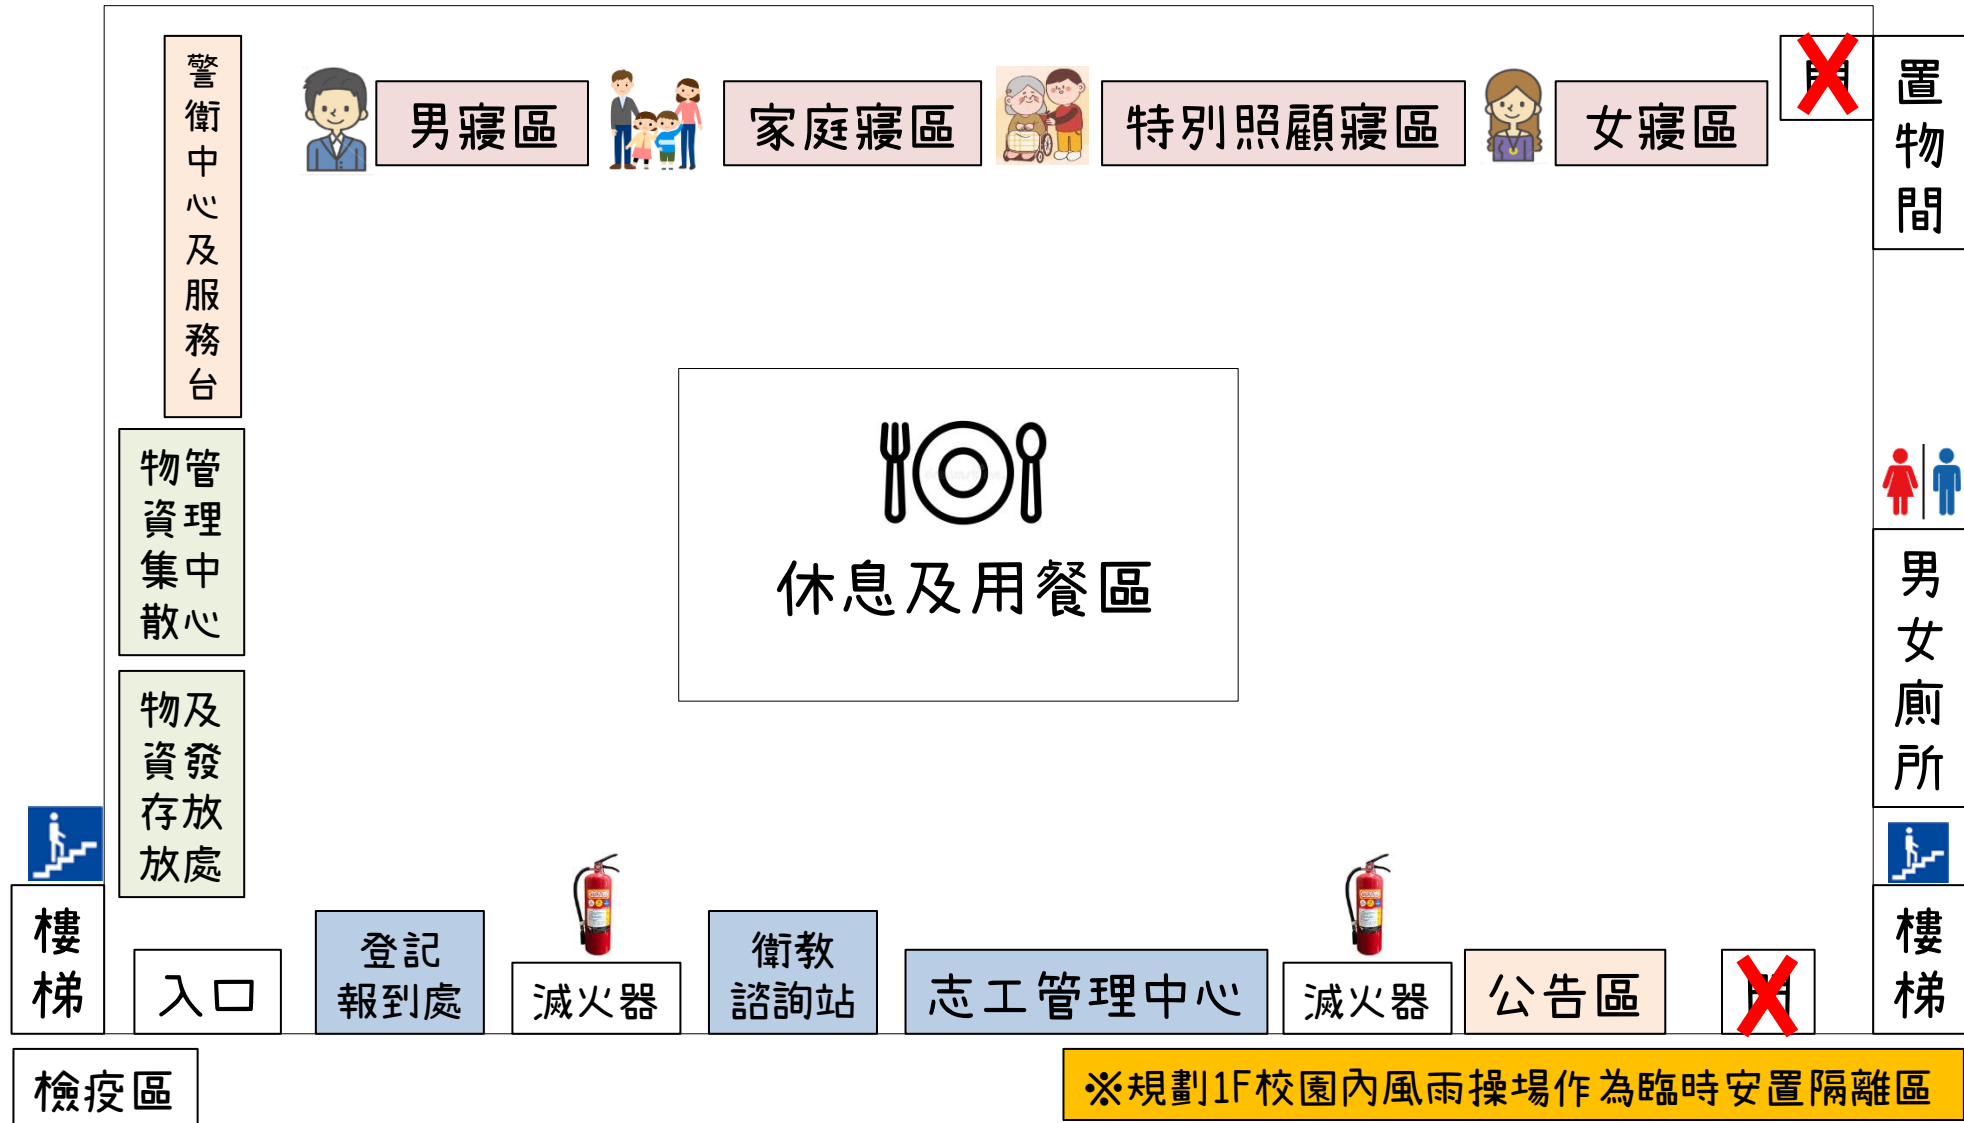 警衛中心及服務台
男寢區
家庭寢區
特別照顧寢區
女寢區
門
置物間
物資集散
管理中心
休息及用餐區
男女廁所
物資存放
及發放處
樓梯
入口
登記
報到處
滅火器
衛教
諮詢站
志工管理中心
滅火器
公告區
門
樓梯
檢疫區
※規劃1F校園內風雨操場作為臨時安置隔離區